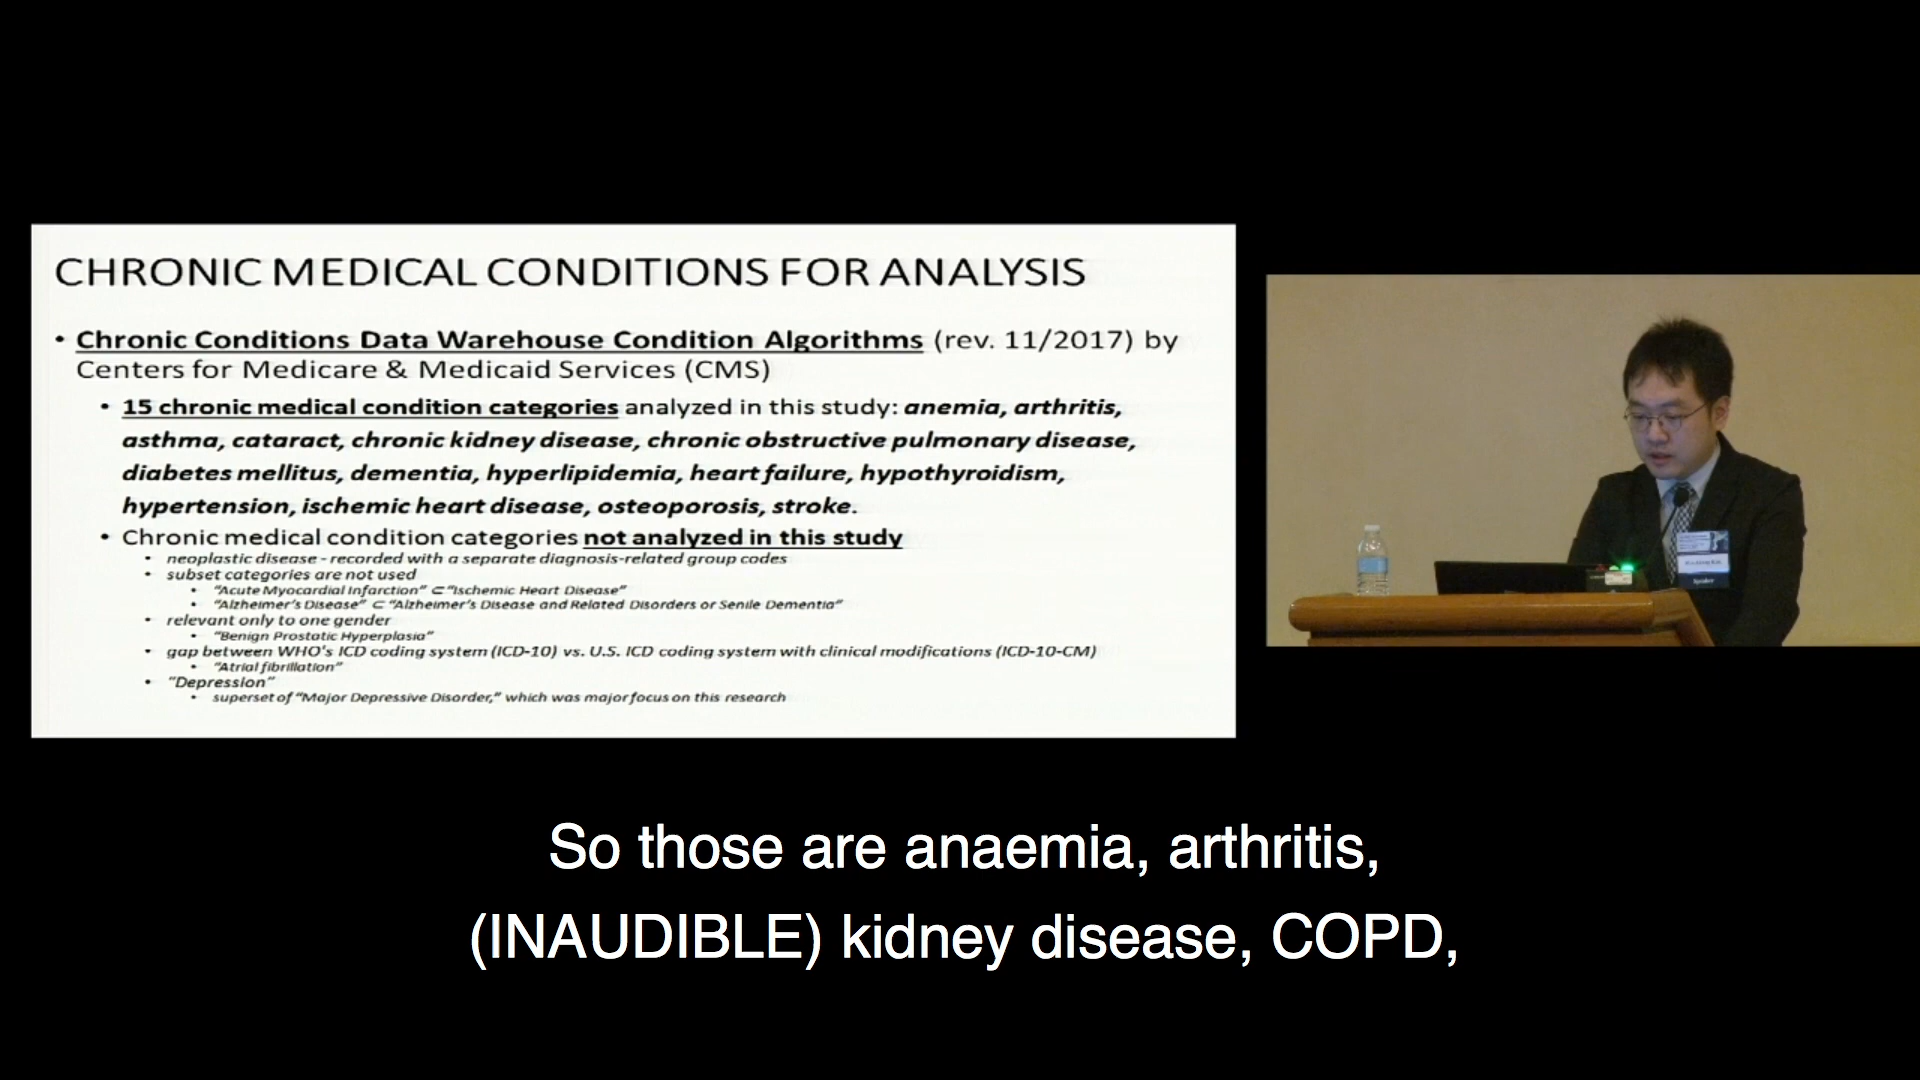 CHRONIC MEDICAL CONDITIONS FOR ANALYSIS
• Chronic Conditions Data Warehouse Condition Algorithms (rev. 11/2017) by
Centers for Medicare & Medicaid Services (CMS)
• 15 chronic medical condition categories analyzed in this study: anemia, arthritis,
asthma, cataract, chronic kidney disease, chronic obstructive pulmonary disease,
diabetes mellitus, dementia, hyperlipidemia, heart failure, hypothyroidism,
hypertension, ischemic heart disease, osteoporosis, stroke.
• Chronic medical condition categories not analyzed in this study
• neoplastic disease - recorded with a separate diagnosis-related group codes
• subset categories are not used
• "Acute Myocardial Infarction" ⊂ "Ischemic Heart Disease"
• "Alzheimer's Disease" ⊂ "Alzheimer's Disease and Related Disorders or Senile Dementia"
• relevant only to one gender
• "Benign Prostatic Hyperplasia"
• gap between WHO's ICD coding system (ICD-10) vs. U.S. ICD coding system with clinical modifications (ICD-10-CM)
• "Atrial fibrillation"
• "Depression"
• superset of "Major Depressive Disorder," which was major focus on this research
Speaker
So those are anaemia, arthritis,
(INAUDIBLE) kidney disease, COPD,